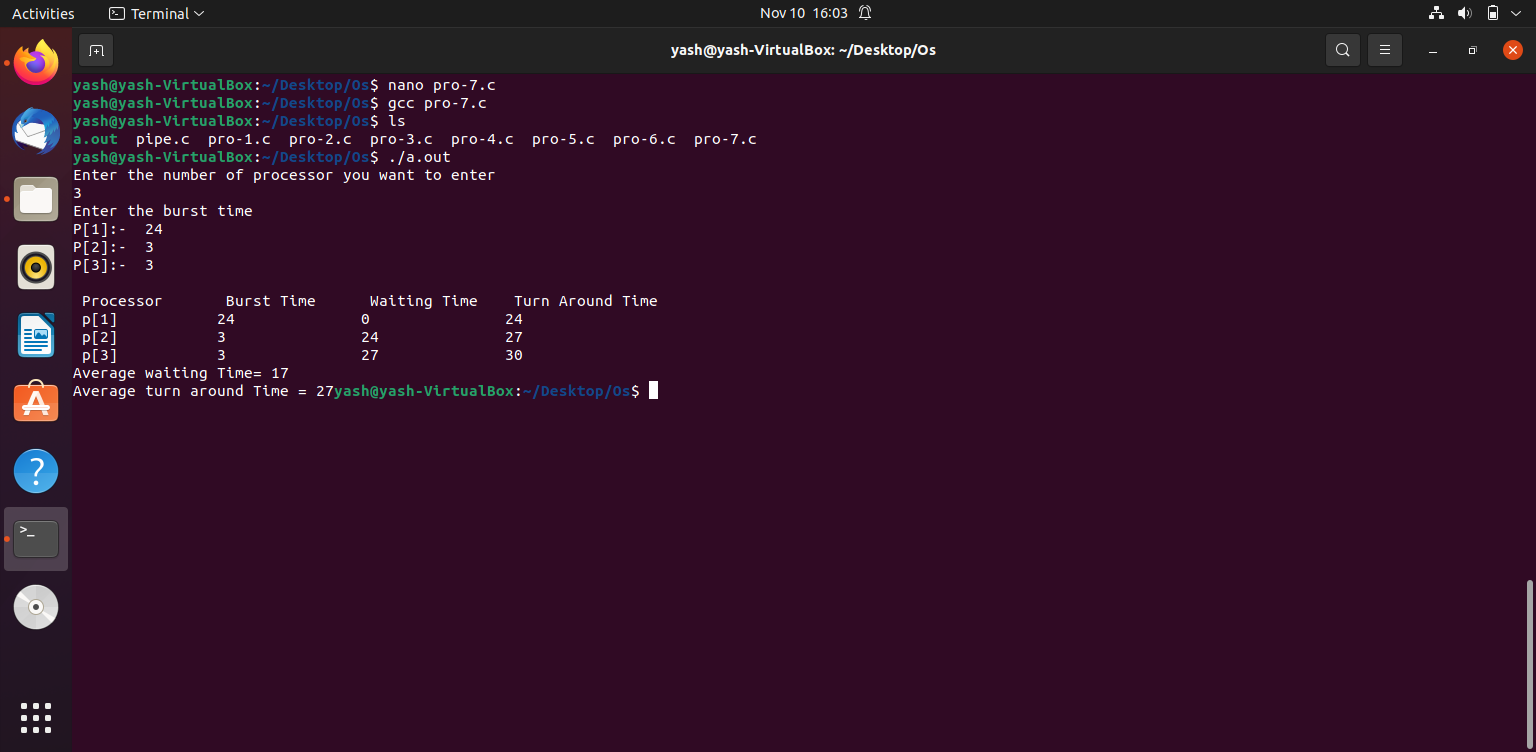 Activities Terminal Nov 10 16:03
yash@yash-VirtualBox: ~/Desktop/Os
yash@yash-VirtualBox:~/Desktop/Os$ nano pro-7.c
yash@yash-VirtualBox:~/Desktop/Os$ gcc pro-7.c
yash@yash-VirtualBox:~/Desktop/Os$ ls
a.out  pipe.c  pro-1.c  pro-2.c  pro-3.c  pro-4.c  pro-5.c  pro-6.c  pro-7.c
yash@yash-VirtualBox:~/Desktop/Os$ ./a.out
Enter the number of processor you want to enter
3
Enter the burst time
P[1]:-  24
P[2]:-  3
P[3]:-  3
 Processor       Burst Time      Waiting Time    Turn Around Time
 p[1]           24              0               24
 p[2]           3               24              27
 p[3]           3               27              30
Average waiting Time= 17
Average turn around Time = 27yash@yash-VirtualBox:~/Desktop/Os$